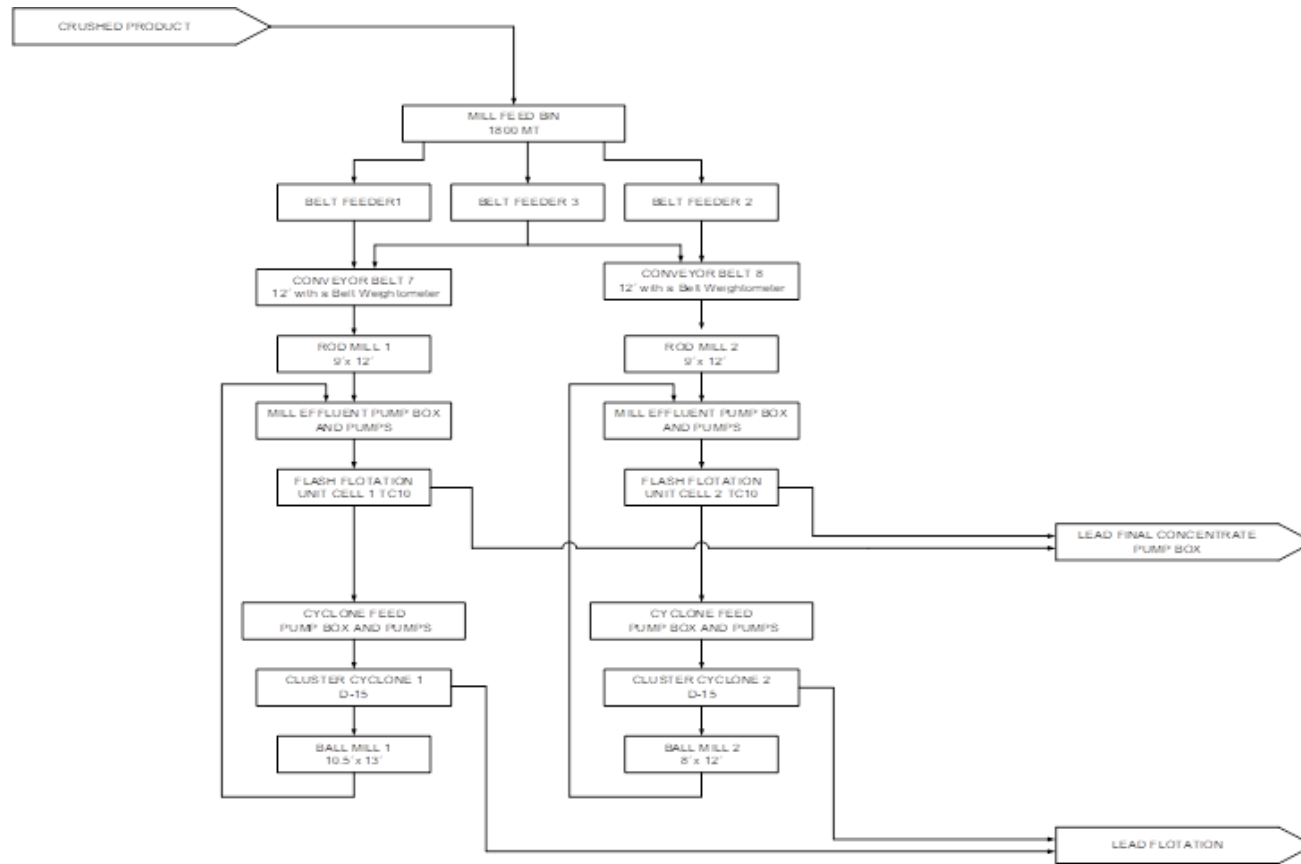 CRUSHED PRODUCT
MILL FEED BIN
1800 MT
BELT FEEDER1
BELT FEEDER 3
BELT FEEDER 2
CONVEYOR BELT 7
12' with a Belt Weightometer
CONVEYOR BELT 8
12' with a Belt Weightometer
ROD MILL 1
9'x 12'
ROD MILL 2
9'x 12'
MILL EFFLUENT PUMP BOX
AND PUMPS
MILL EFFLUENT PUMP BOX
AND PUMPS
FLASH FLOTATION
UNIT CELL 1 TC10
FLASH FLOTATION
UNIT CELL 2 TC10
LEAD FINAL CONCENTRATE
PUMP BOX
CYCLONE FEED
PUMP BOX AND PUMPS
CYCLONE FEED
PUMP BOX AND PUMPS
CLUSTER CYCLONE 1
D-15
CLUSTER CYCLONE 2
D-15
BALL MILL 1
10.5'x 13'
BALL MILL 2
8'x 12'
LEAD FLOTATION